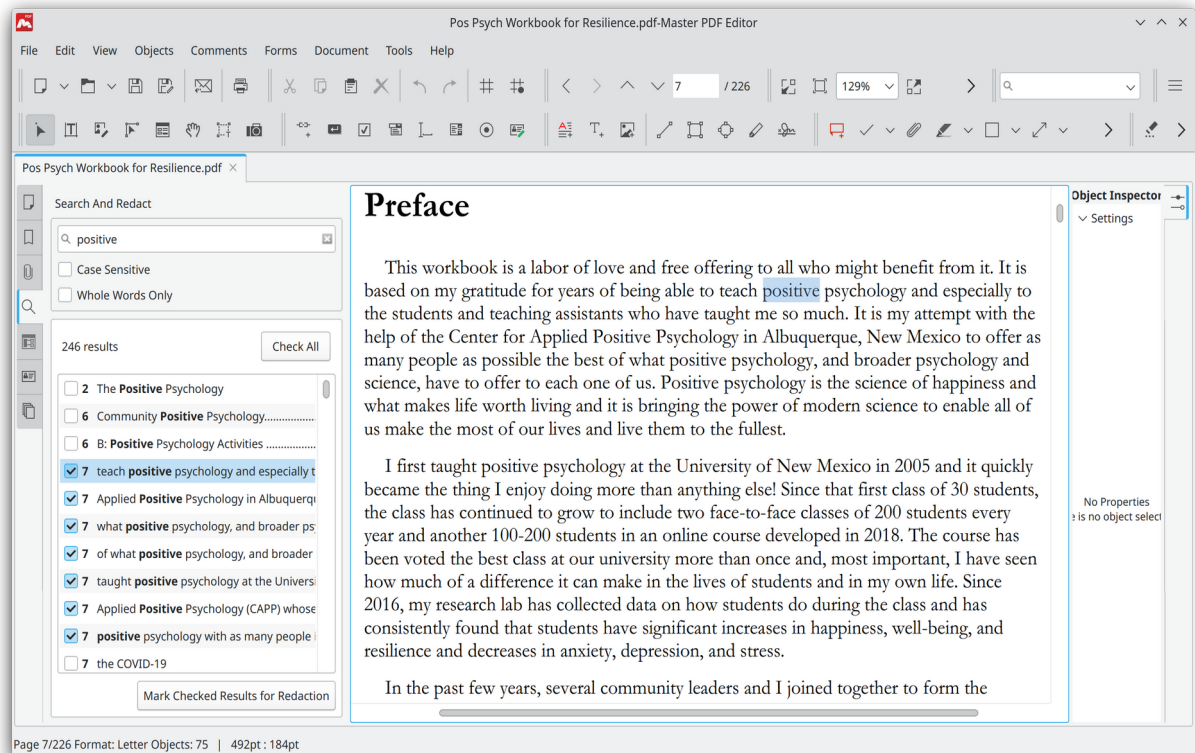 Pos Psych Workbook for Resilience.pdf-Master PDF Editor
File Edit View Objects Comments Forms Document Tools Help
7 / 226 129%
Pos Psych Workbook for Resilience.pdf
Search And Redact
positive
Case Sensitive
Whole Words Only
246 results Check All
2 The Positive Psychology
6 Community Positive Psychology..............
6 B: Positive Psychology Activities ..............
7 teach positive psychology and especially t
7 Applied Positive Psychology in Albuquerqu
7 what positive psychology, and broader ps
7 of what positive psychology, and broader
7 taught positive psychology at the Universi
7 Applied Positive Psychology (CAPP) whose
7 positive psychology with as many people i
7 the COVID-19
Mark Checked Results for Redaction
Preface
This workbook is a labor of love and free offering to all who might benefit from it. It is
based on my gratitude for years of being able to teach positive psychology and especially to
the students and teaching assistants who have taught me so much. It is my attempt with the
help of the Center for Applied Positive Psychology in Albuquerque, New Mexico to offer as
many people as possible the best of what positive psychology, and broader psychology and
science, have to offer to each one of us. Positive psychology is the science of happiness and
what makes life worth living and it is bringing the power of modern science to enable all of
us make the most of our lives and live them to the fullest.
I first taught positive psychology at the University of New Mexico in 2005 and it quickly
became the thing I enjoy doing more than anything else! Since that first class of 30 students,
the class has continued to grow to include two face-to-face classes of 200 students every
year and another 100-200 students in an online course developed in 2018. The course has
been voted the best class at our university more than once and, most important, I have seen
how much of a difference it can make in the lives of students and in my own life. Since
2016, my research lab has collected data on how students do during the class and has
consistently found that students have significant increases in happiness, well-being, and
resilience and decreases in anxiety, depression, and stress.
In the past few years, several community leaders and I joined together to form the
Object Inspector
Settings
No Properties
e is no object select
Page 7/226 Format: Letter Objects: 75 | 492pt : 184pt